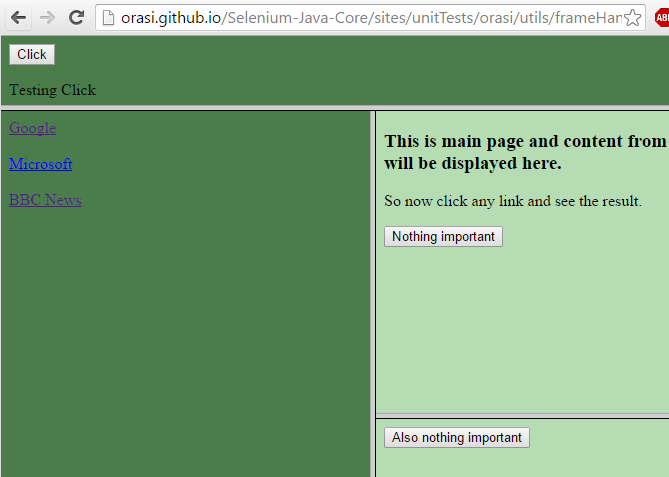 orasi.github.io/Selenium-Java-Core/sites/unitTests/orasi/utils/frameHan
AB
Click
Testing Click
Google
Microsoft
BBC News
This is main page and content from
will be displayed here.
So now click any link and see the result.
Nothing important
Also nothing important